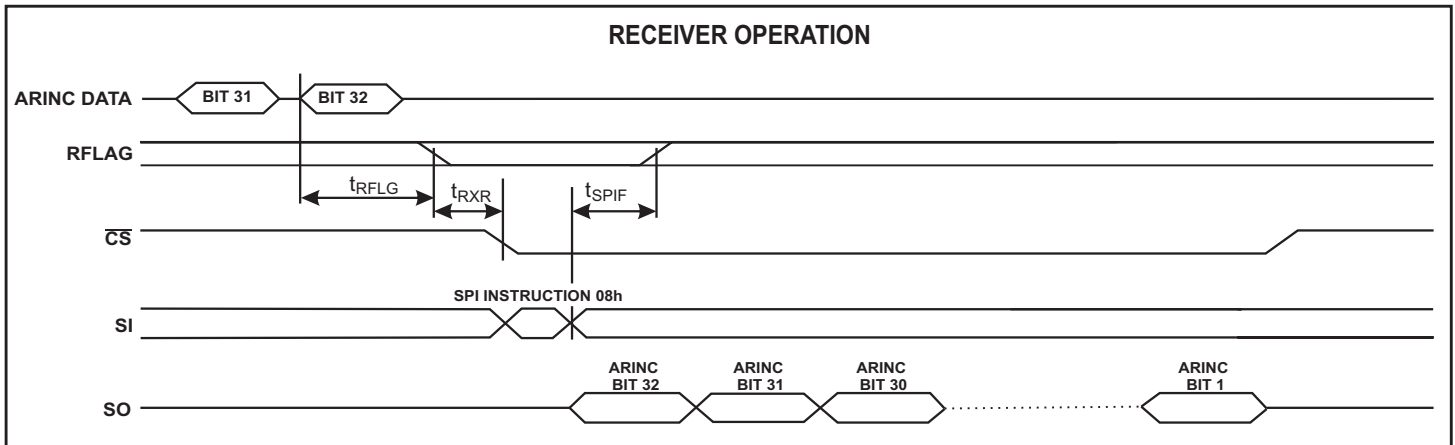 RECEIVER OPERATION
ARINC DATA
BIT 31
BIT 32
RFLAG
tRFLG
tRXR
tSPIF
CS
SPI INSTRUCTION 08h
SI
ARINC
BIT 32
ARINC
BIT 31
ARINC
BIT 30
ARINC
BIT 1
SO